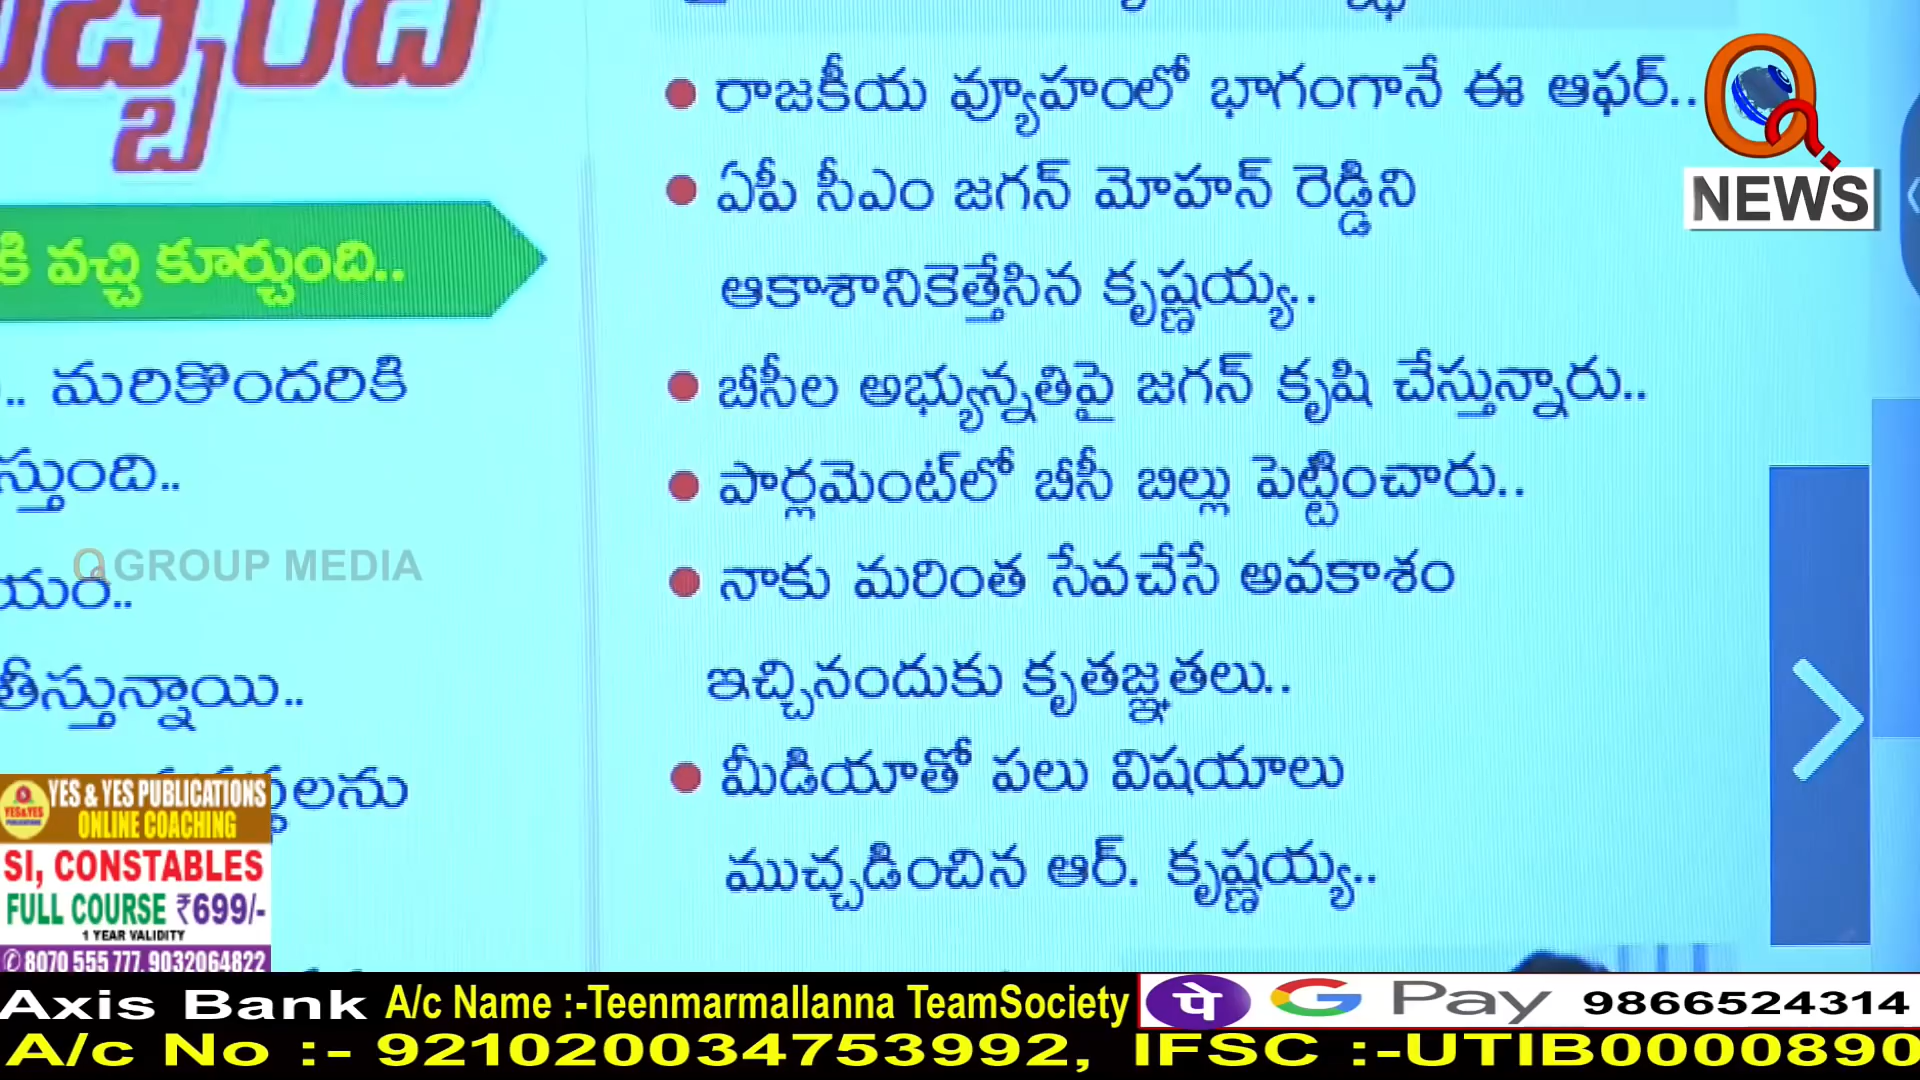 కి వచ్చి కూర్చుంది..
.. మరికొందరికి
స్తుంది..
యం..
తీస్తున్నాయి..
లను
రాజకీయ వ్యూహంలో భాగంగానే ఈ ఆఫర్..
ఏపీ సీఎం జగన్ మోహన్ రెడ్డిని
ఆకాశానికెత్తేసిన కృష్ణయ్య..
బీసీల అభ్యున్నతిపై జగన్ కృషి చేస్తున్నారు..
పార్లమెంట్‌లో బీసీ బిల్లు పెట్టించారు..
నాకు మరింత సేవచేసే అవకాశం
ఇచ్చినందుకు కృతజ్ఞతలు..
మీడియాతో పలు విషయాలు
ముచ్చడించిన ఆర్. కృష్ణయ్య..
Q NEWS
Q GROUP MEDIA
YES & YES PUBLICATIONS
ONLINE COACHING
SI, CONSTABLES
FULL COURSE ₹699/-
1 YEAR VALIDITY
8070 555 777, 9032064822
Axis Bank A/c Name :-Teenmarmallanna TeamSociety
पे G Pay 9866524314
A/c No :- 921020034753992, IFSC :-UTIB0000890